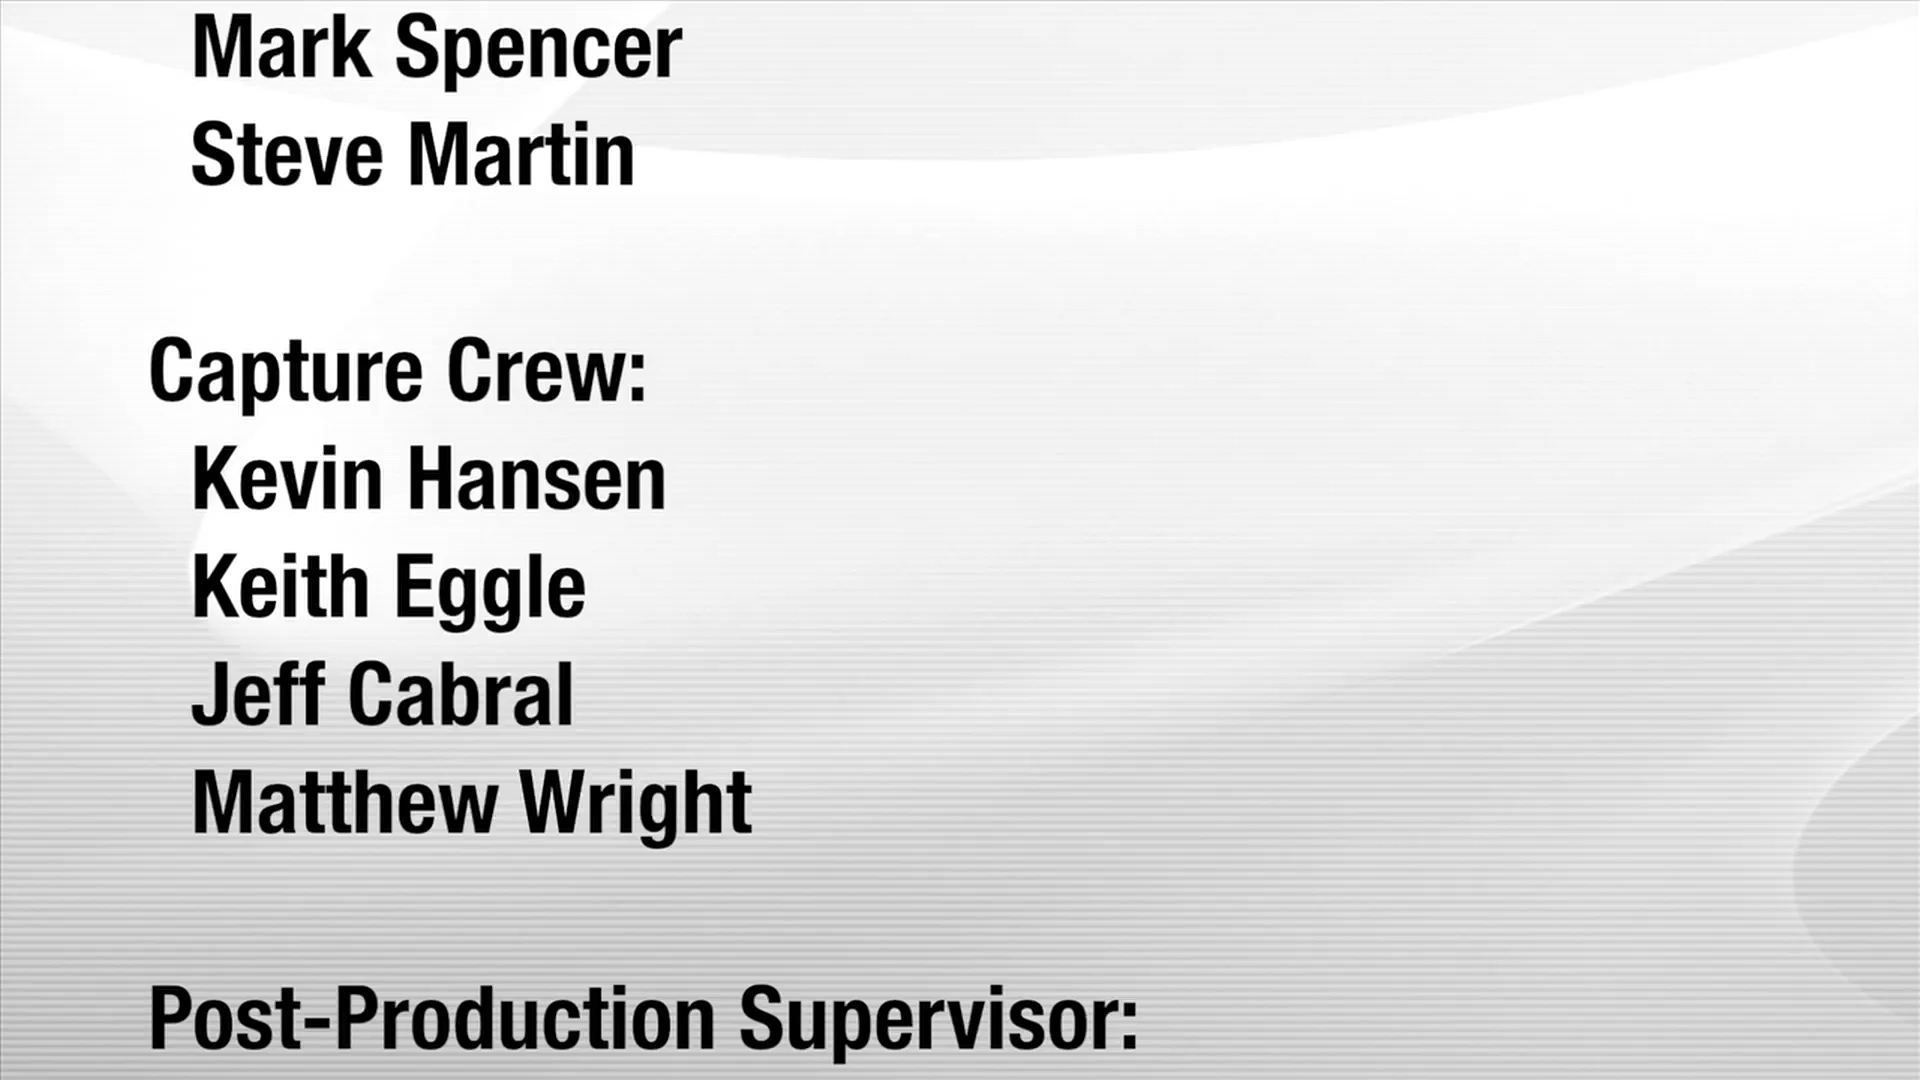 Mark Spencer
Steve Martin
Capture Crew:
Kevin Hansen
Keith Eggle
Jeff Cabral
Matthew Wright
Post-Production Supervisor: